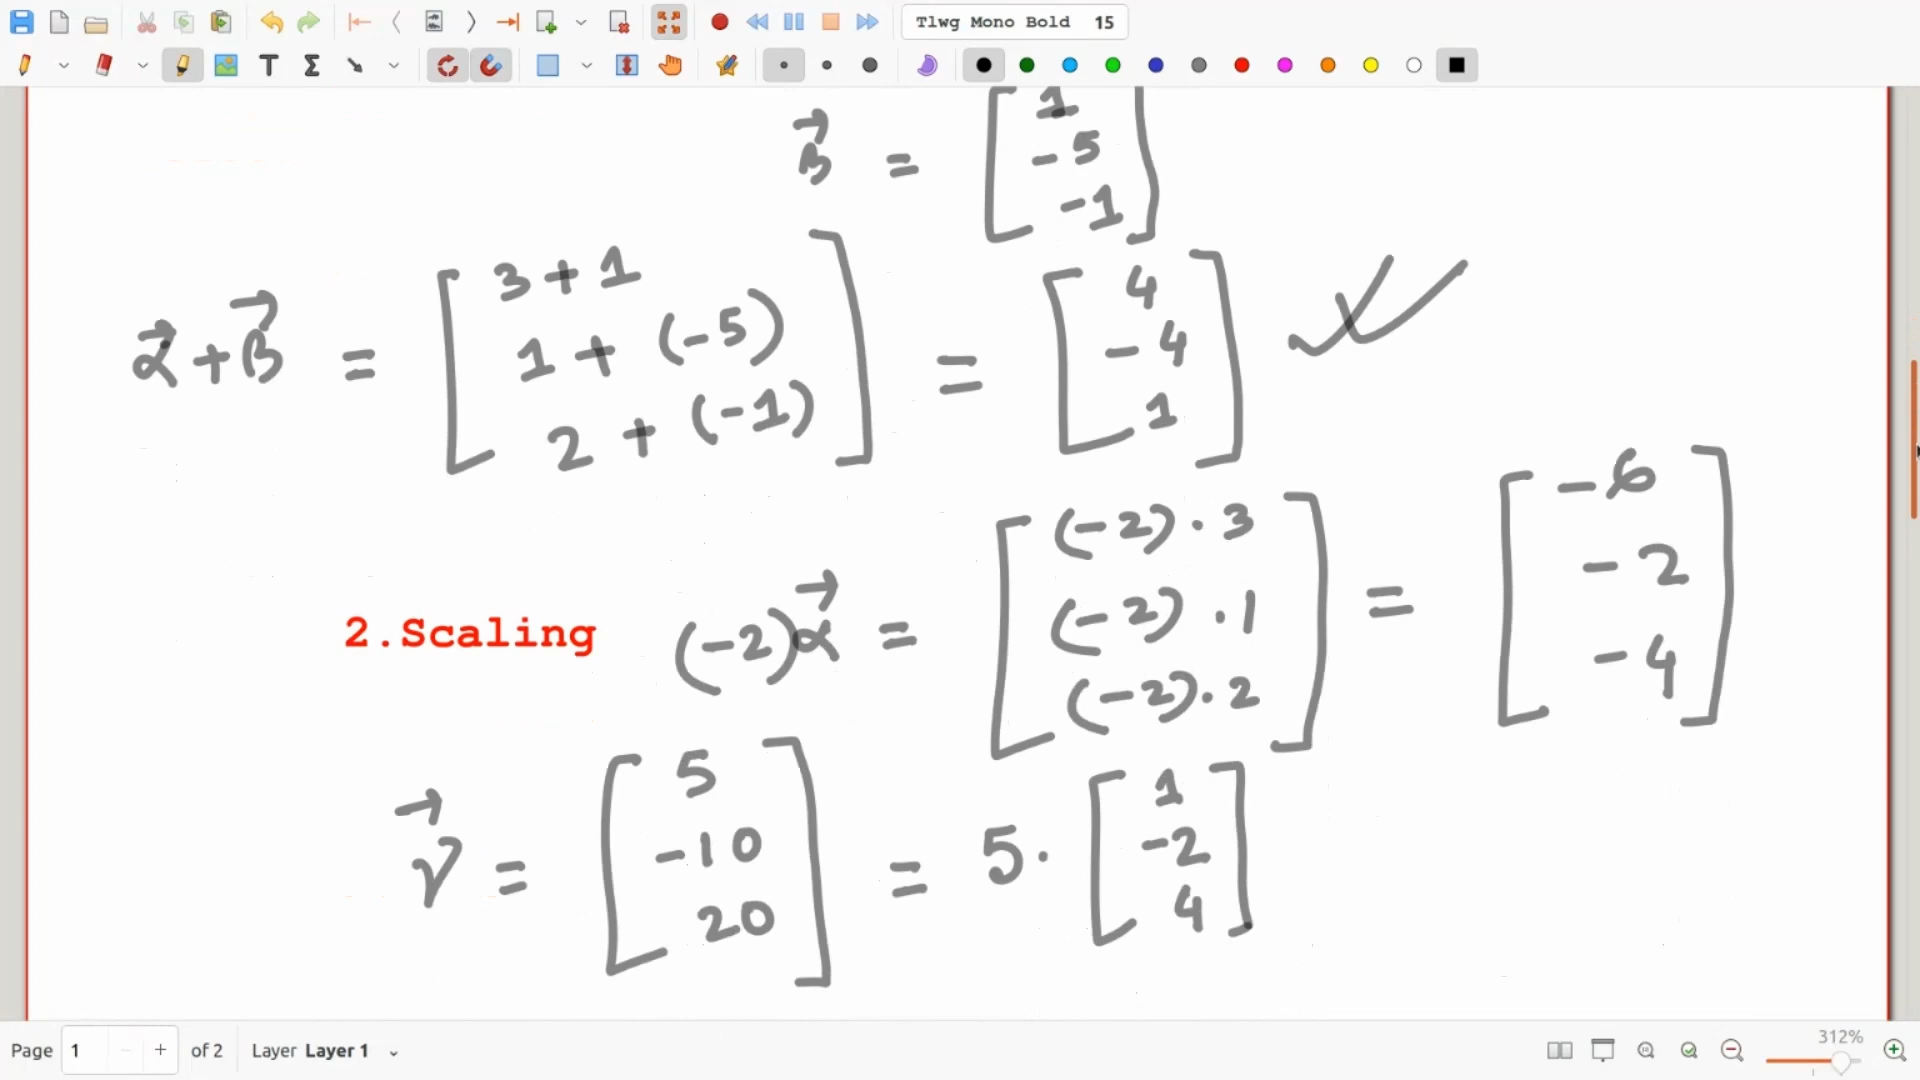 Tlwg Mono Bold 15
T Σ
β⃗ = [1
-5
-1]
α⃗+β⃗ = [3+1
1 + (-5)
2 + (-1)] = [4
-4
1] ✓
2.Scaling (-2)α⃗ = [(-2)·3
(-2)·1
(-2)·2] = [-6
-2
-4]
γ⃗ = [5
-10
20] = 5· [1
-2
4]
Page 1 - + of 2 Layer Layer 1 312%